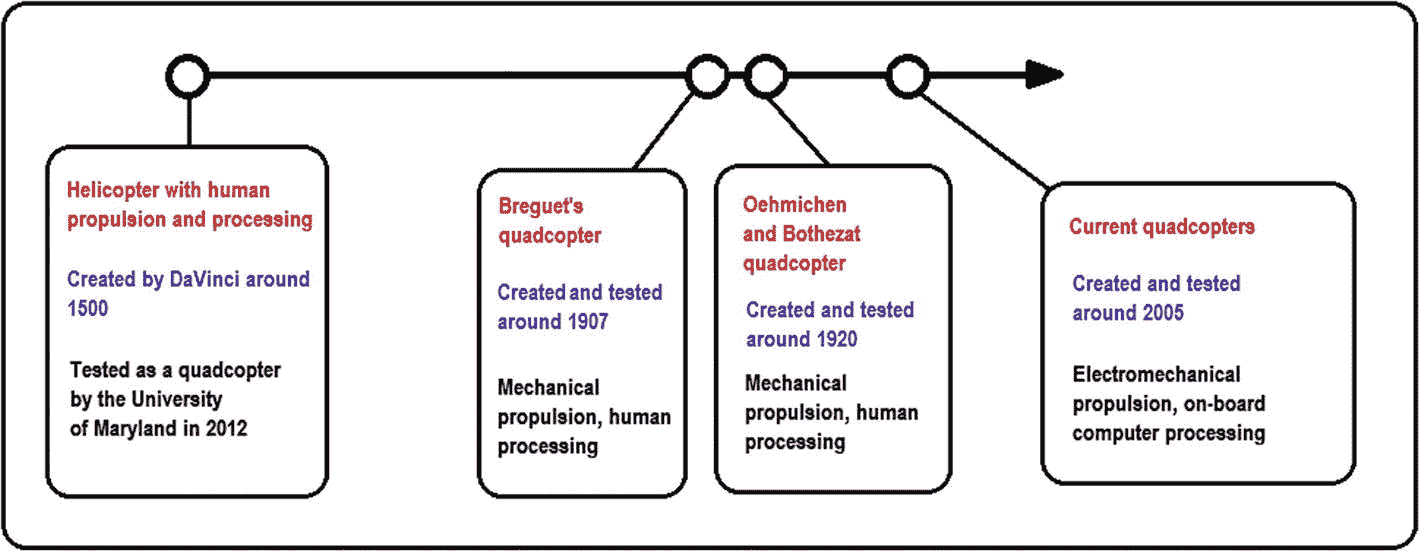 Helicopter with human
propulsion and processing
Created by DaVinci around
1500
Tested as a quadcopter
by the University
of Maryland in 2012
Breguet's
quadcopter
Created and tested
around 1907
Mechanical
propulsion, human
processing
Oehmichen
and Bothezat
quadcopter
Created and tested
around 1920
Mechanical
propulsion, human
processing
Current quadcopters
Created and tested
around 2005
Electromechanical
propulsion, on-board
computer processing